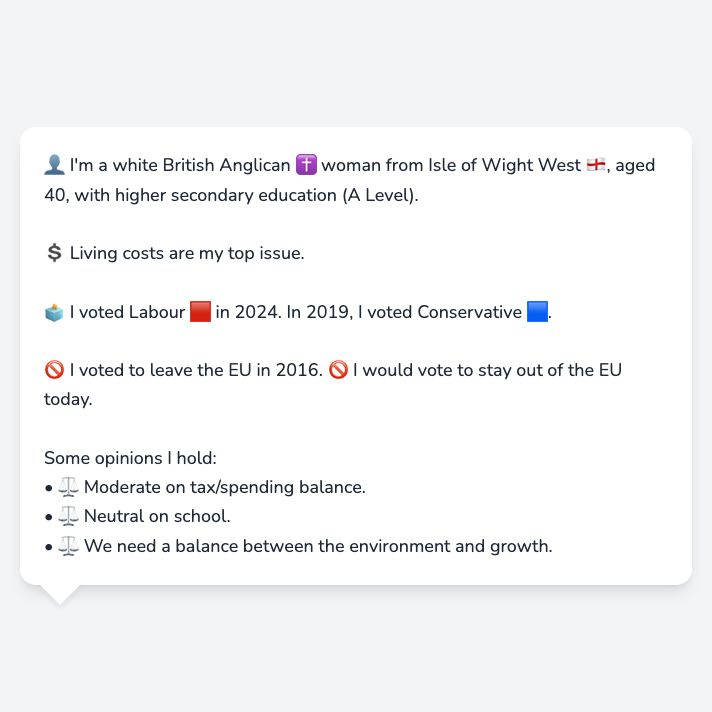 👤 I'm a white British Anglican ✝️ woman from Isle of Wight West 🏴󠁧󠁢󠁥󠁮󠁧󠁿, aged
40, with higher secondary education (A Level).
💲 Living costs are my top issue.
🗳️ I voted Labour 🟥 in 2024. In 2019, I voted Conservative 🟦.
🚫 I voted to leave the EU in 2016. 🚫 I would vote to stay out of the EU
today.
Some opinions I hold:
• ⚖️ Moderate on tax/spending balance.
• ⚖️ Neutral on school.
• ⚖️ We need a balance between the environment and growth.